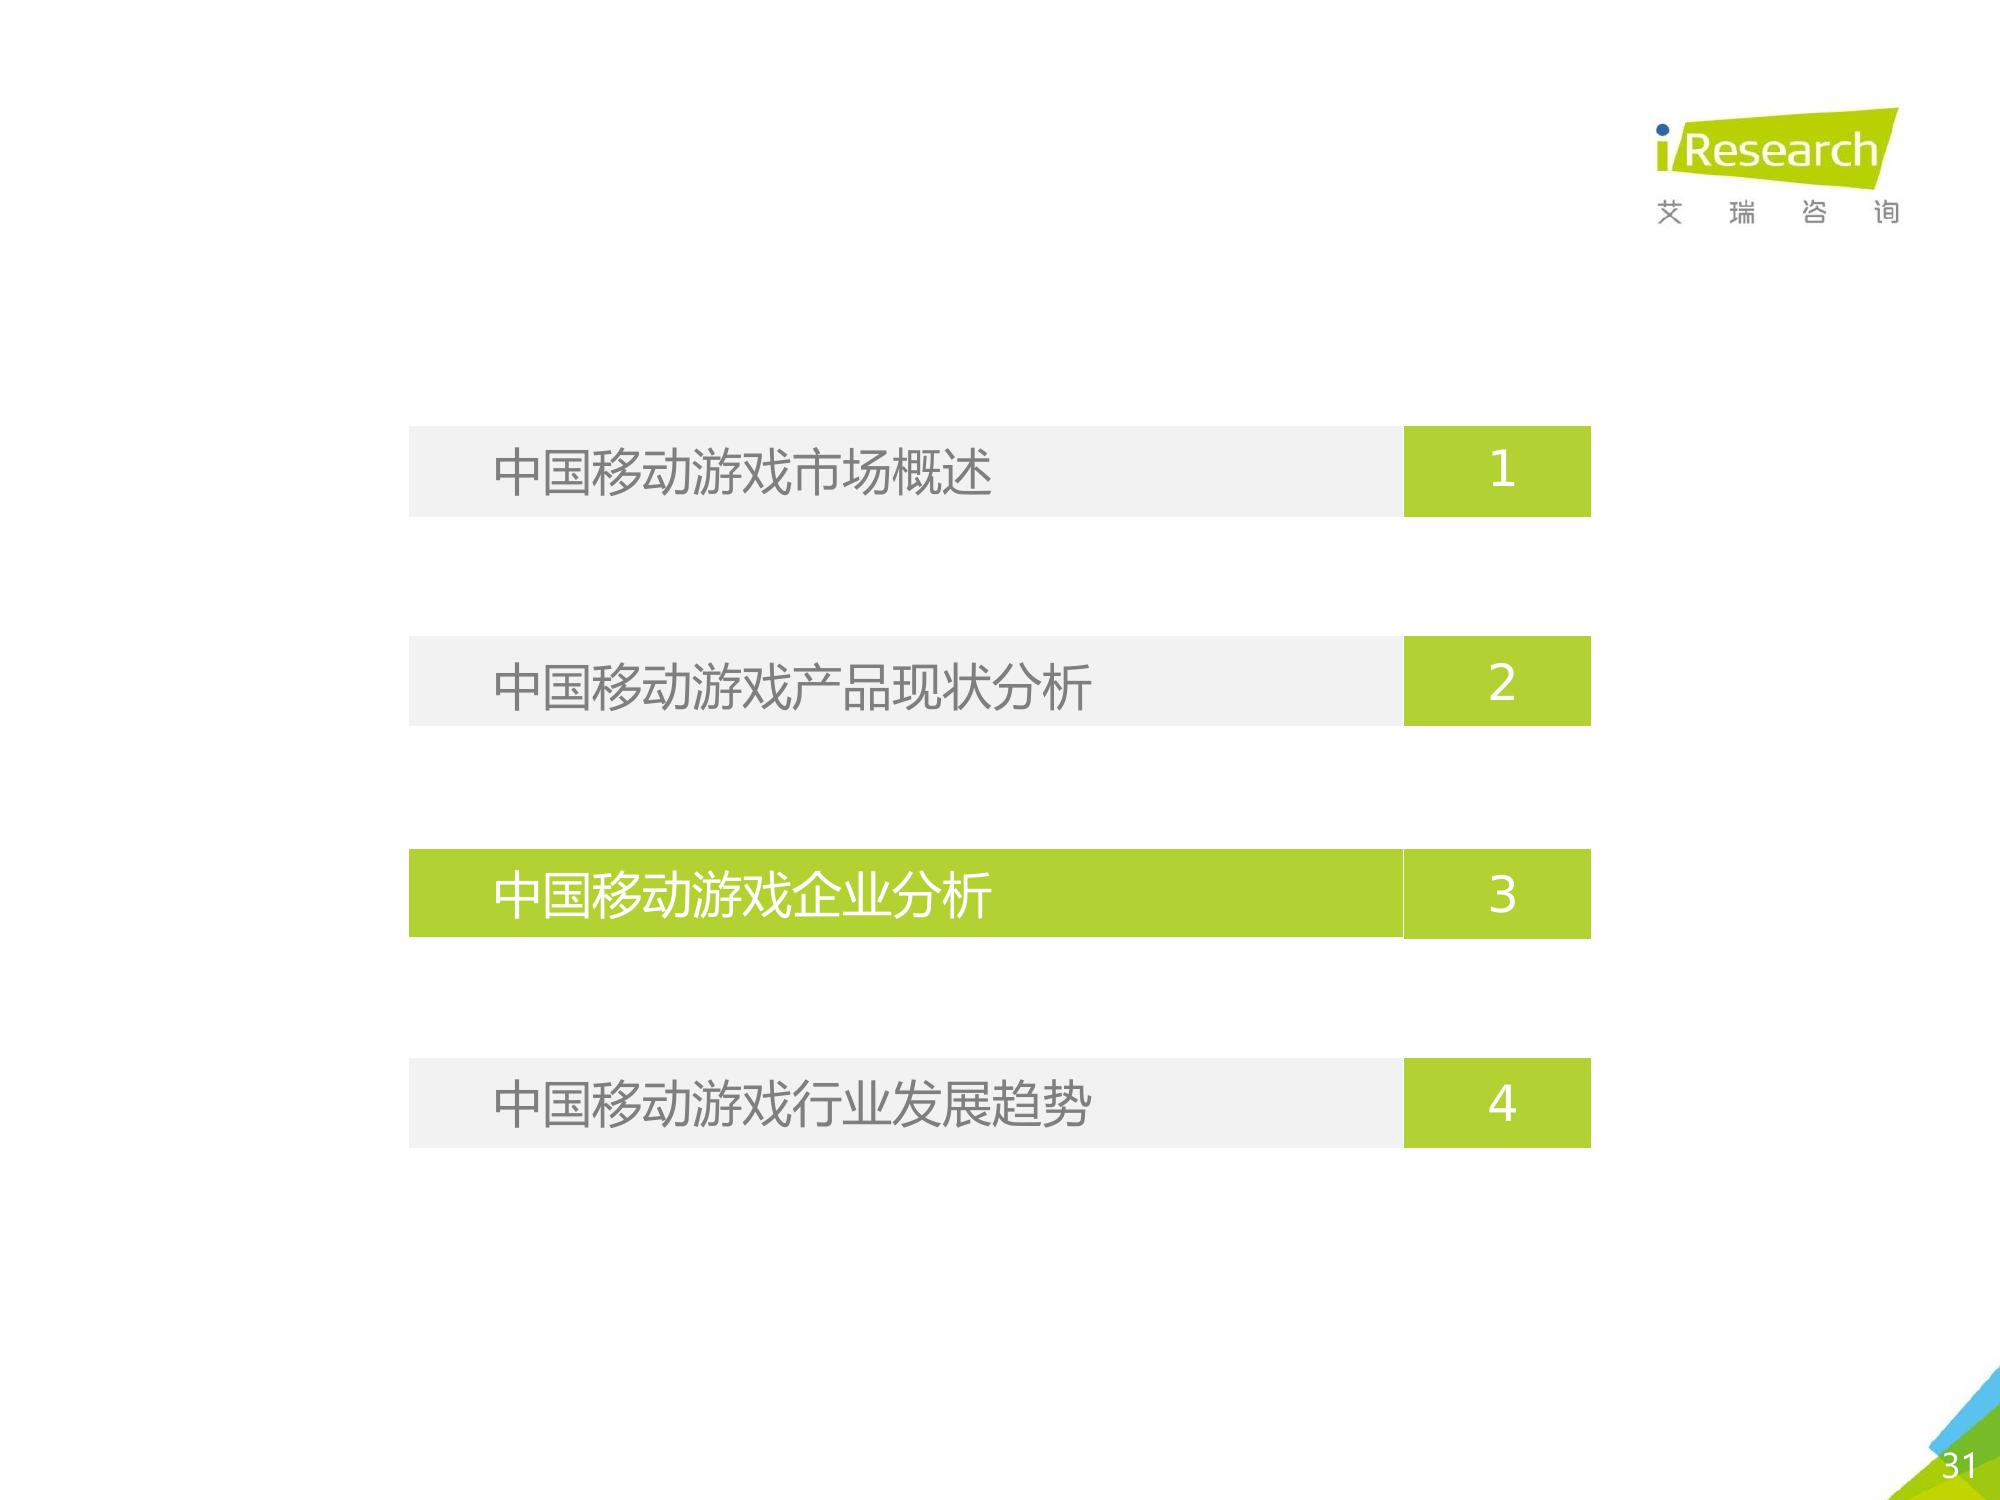 iResearch
艾瑞咨询
中国移动游戏市场概述 1
中国移动游戏产品现状分析 2
中国移动游戏企业分析 3
中国移动游戏行业发展趋势 4
31